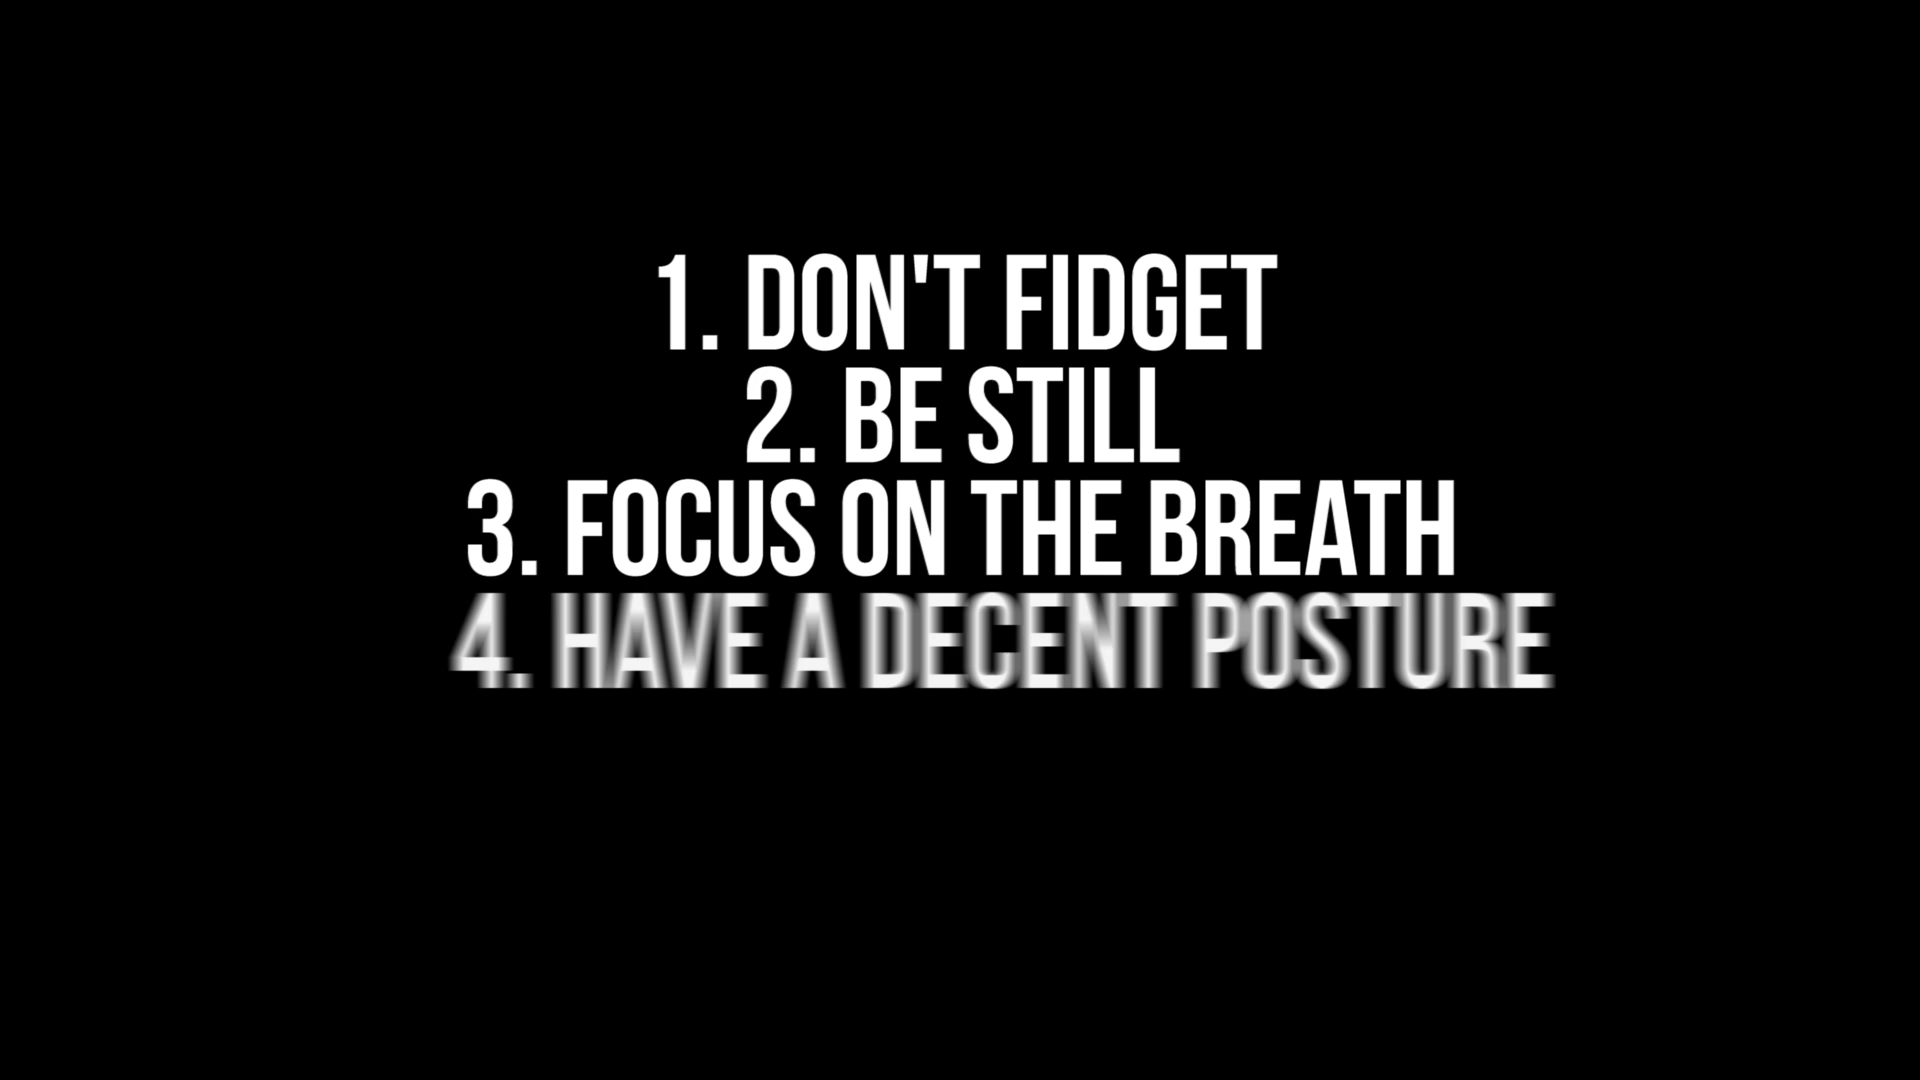 1. DON'T FIDGET
2. BE STILL
3. FOCUS ON THE BREATH
4. HAVE A DECENT POSTURE